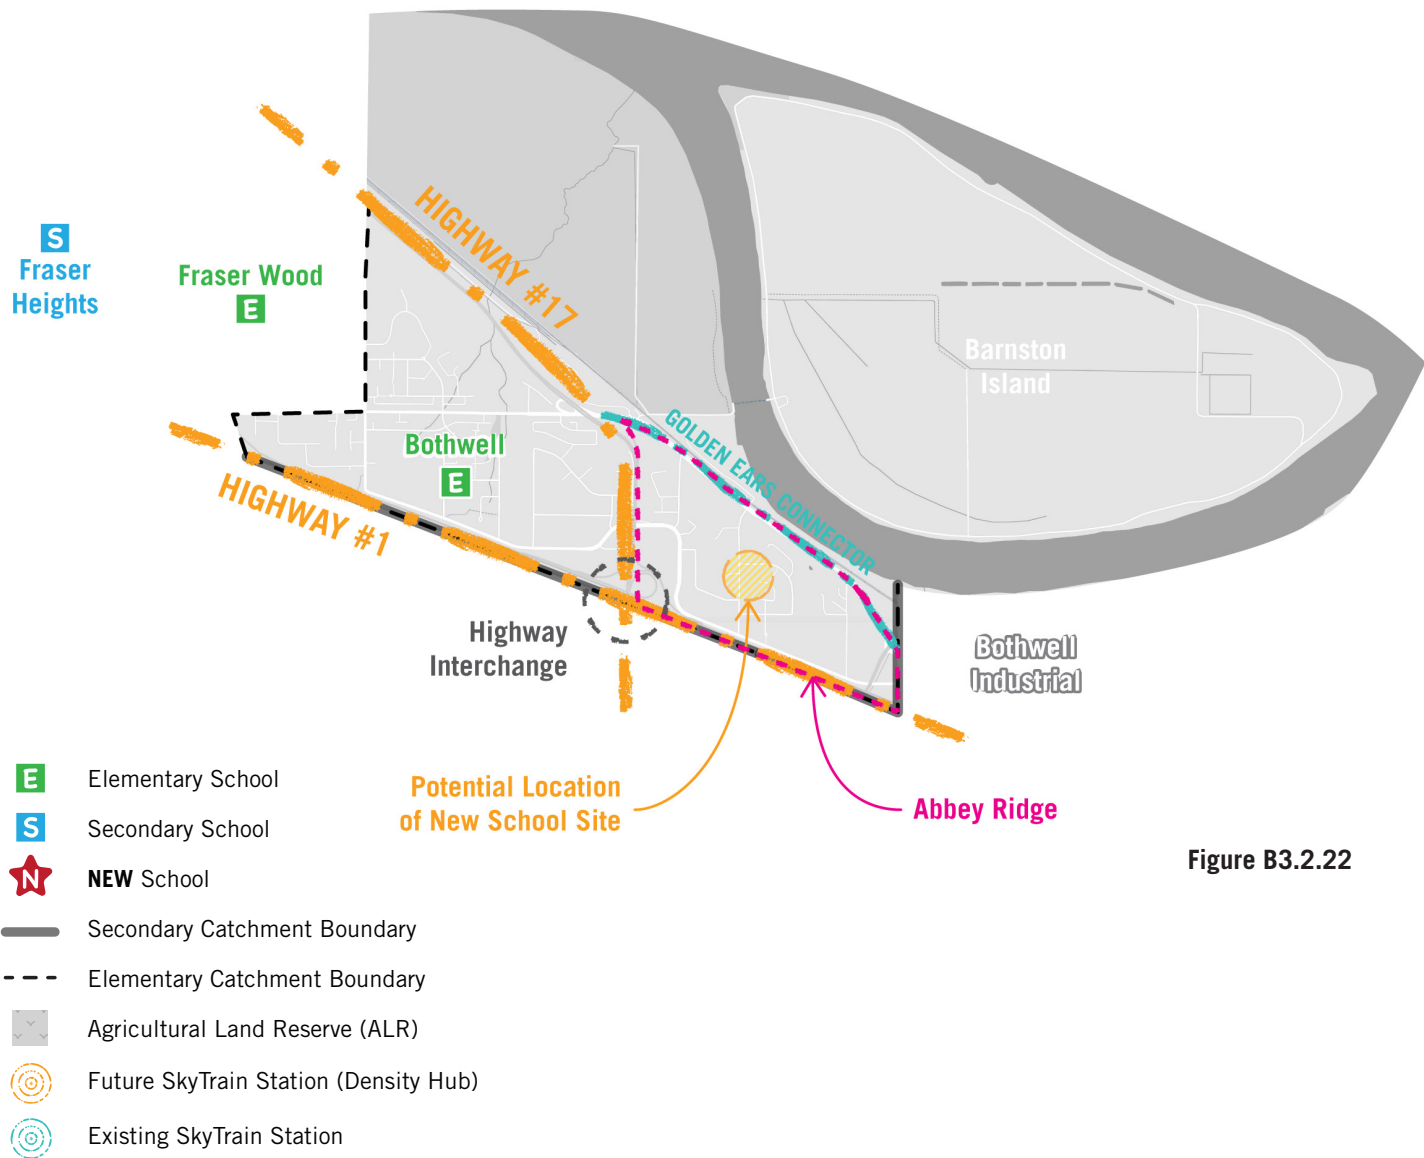 HIGHWAY #17
S
Fraser
Heights
Fraser Wood
E
Barnston
Island
Bothwell
E
GOLDEN EARS CONNECTOR
HIGHWAY #1
Highway
Interchange
Bothwell
Industrial
Potential Location
of New School Site
Abbey Ridge
Figure B3.2.22
E Elementary School
S Secondary School
N NEW School
Secondary Catchment Boundary
Elementary Catchment Boundary
Agricultural Land Reserve (ALR)
Future SkyTrain Station (Density Hub)
Existing SkyTrain Station